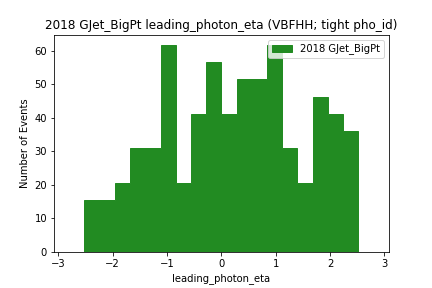 2018 GJet_BigPt leading_photon_eta (VBFHH; tight pho_id)
2018 GJet_BigPt
60
50
40
30
20
10
0
Number of Events
−3 −2 −1 0 1 2 3
leading_photon_eta